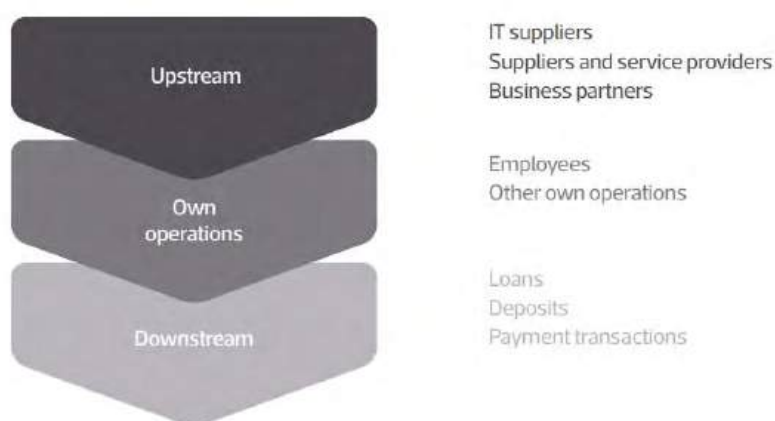 Upstream
IT suppliers
Suppliers and service providers
Business partners
Own
operations
Employees
Other own operations
Downstream
Loans
Deposits
Payment transactions